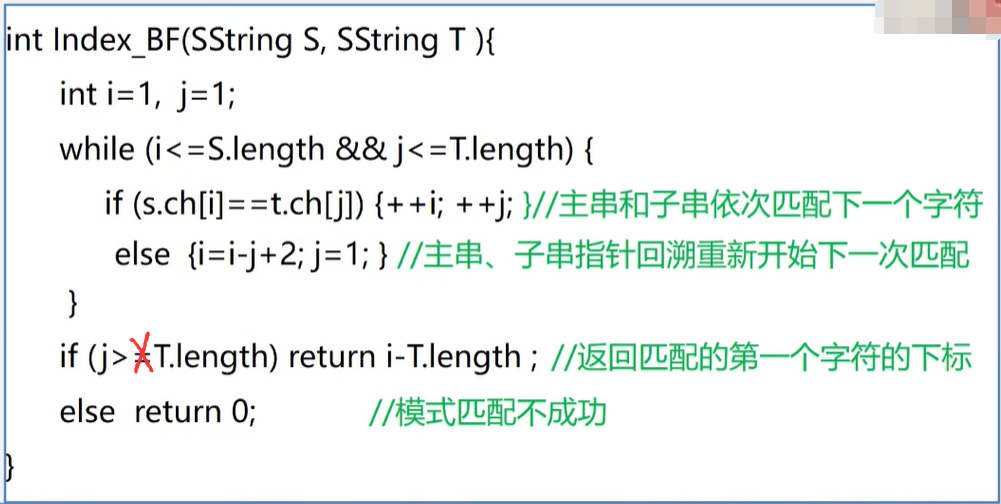 int Index_BF(SString S, SString T ){
int i=1, j=1;
while (i<=S.length && j<=T.length) {
if (s.ch[i]==t.ch[j]) {++i; ++j; }//主串和子串依次匹配下一个字符
else {i=i-j+2; j=1; } //主串、子串指针回溯重新开始下一次匹配
}
if (j>=T.length) return i-T.length ; //返回匹配的第一个字符的下标
else return 0; //模式匹配不成功
}